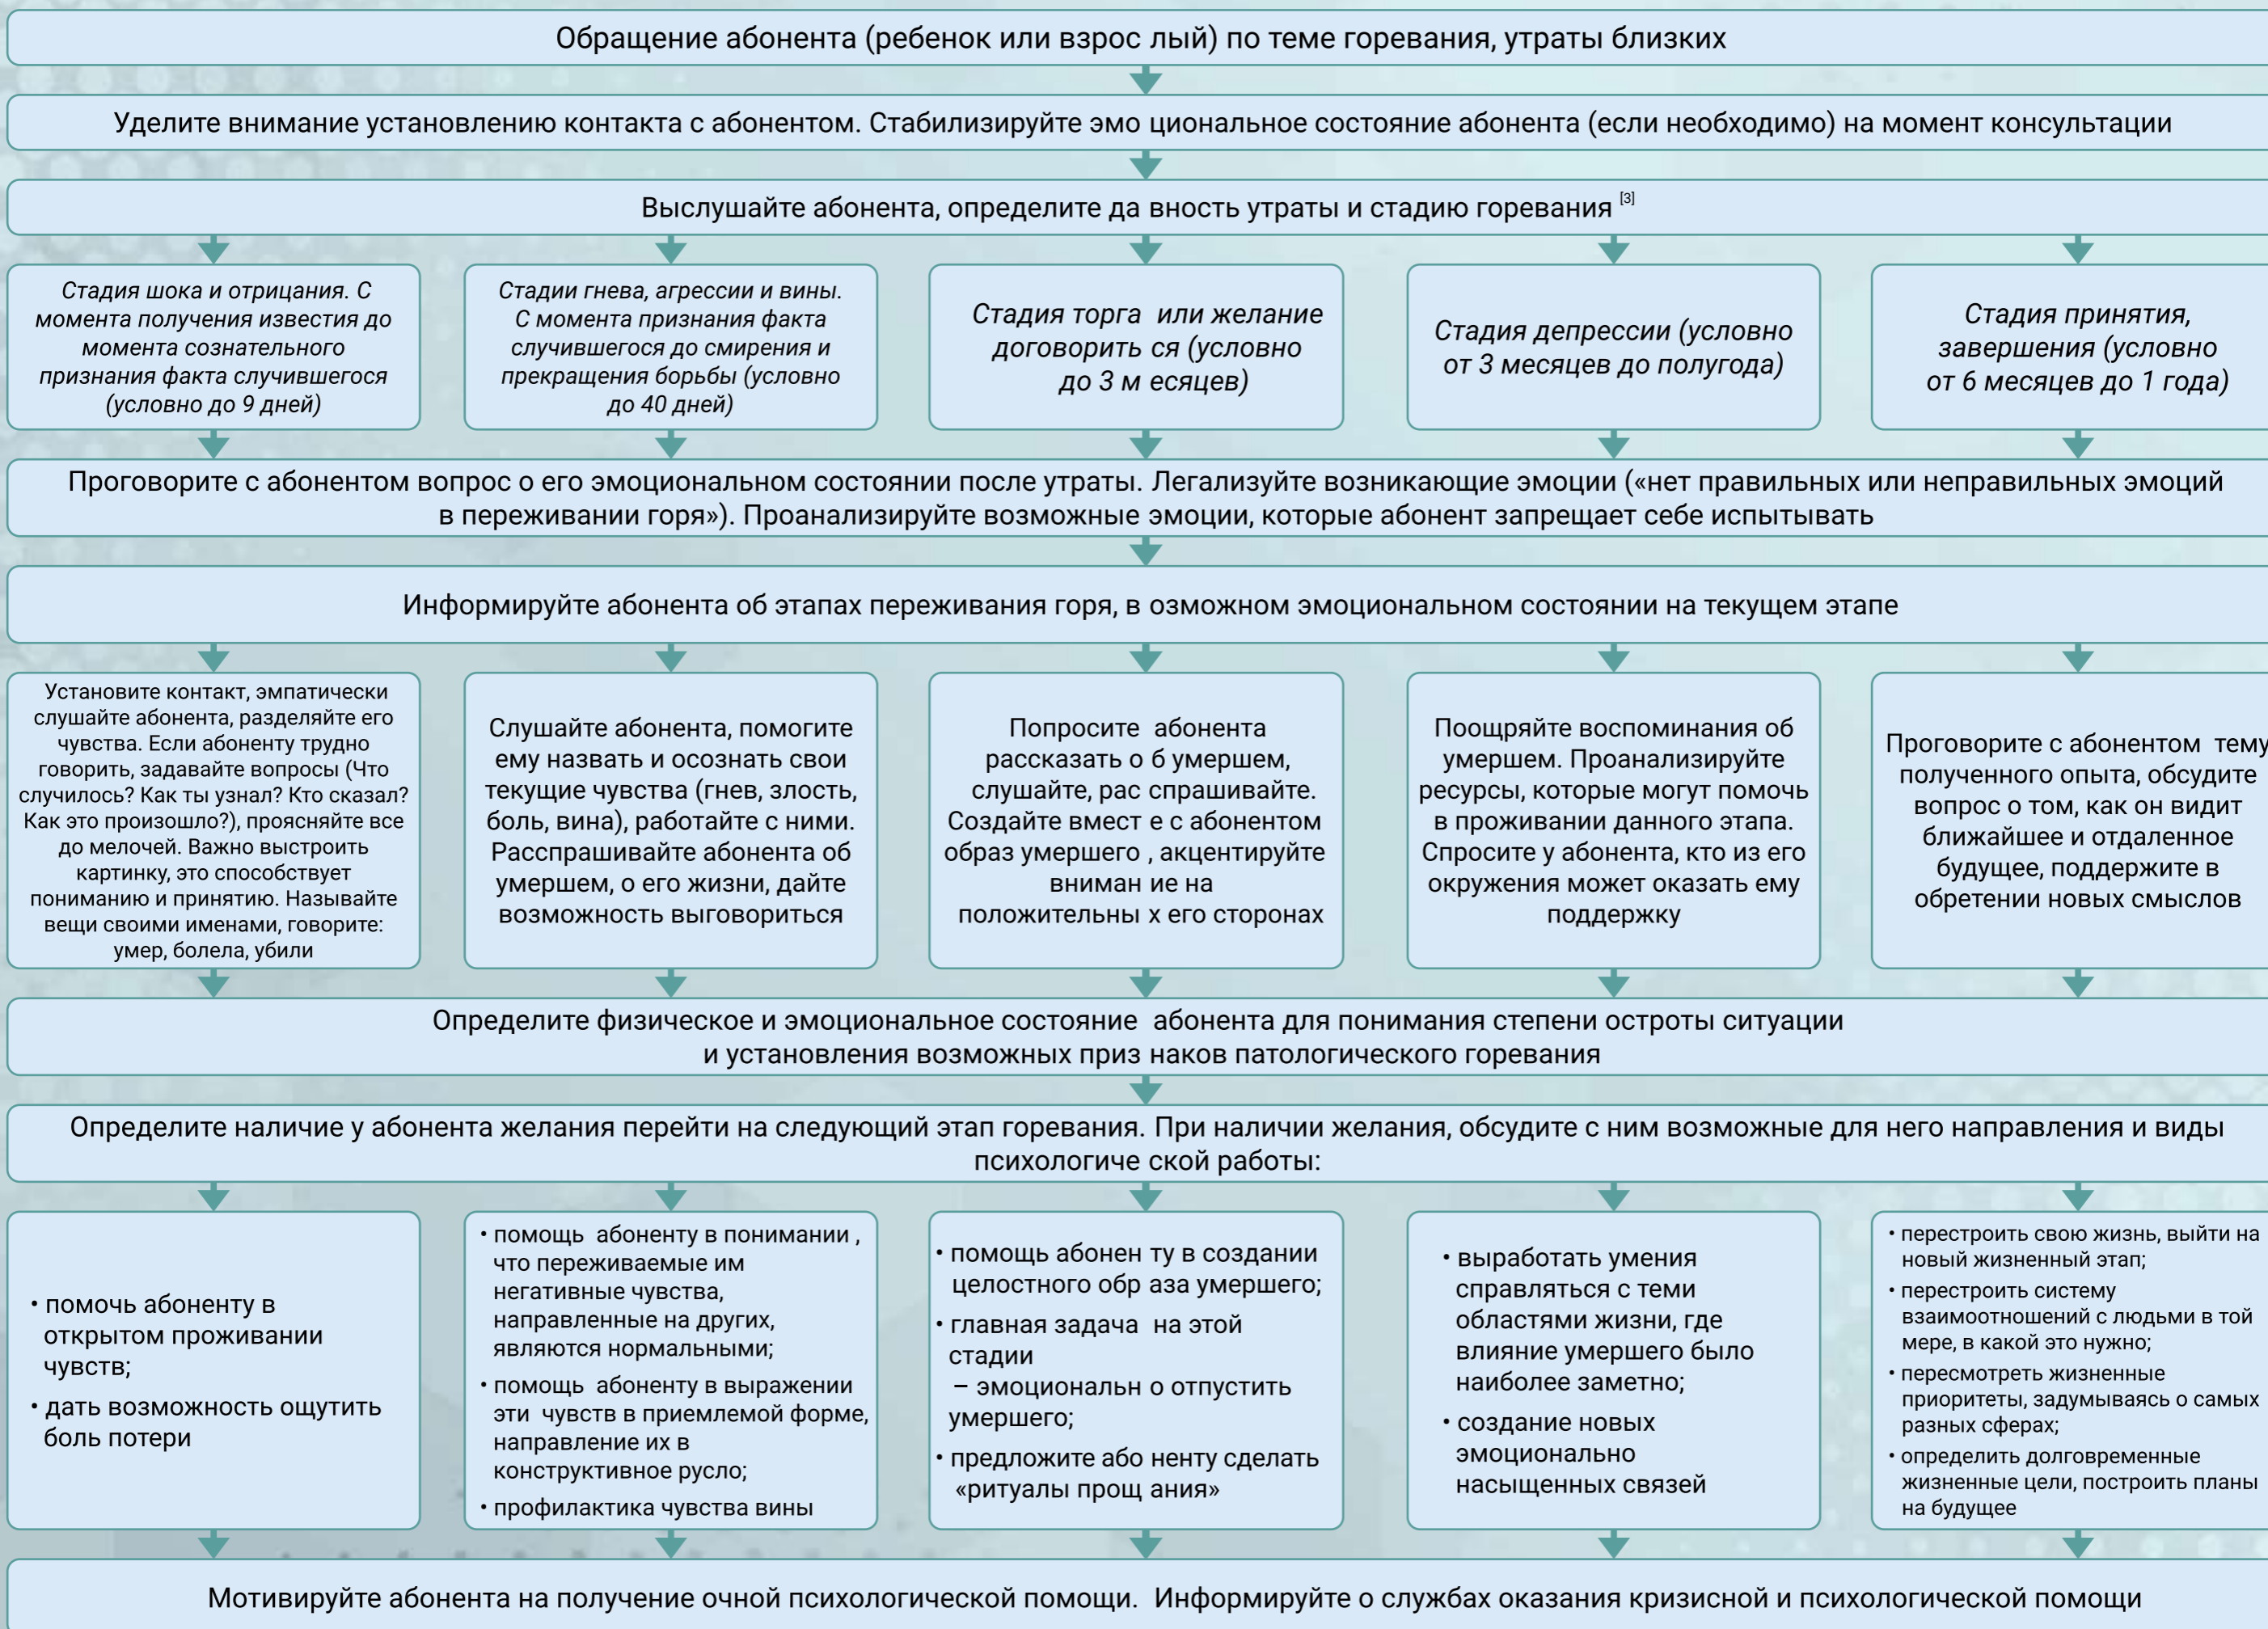 Обращение абонента (ребенок или взрос лый) по теме горевания, утраты близких
Уделите внимание установлению контакта с абонентом. Стабилизируйте эмо циональное состояние абонента (если необходимо) на момент консультации
Выслушайте абонента, определите да вность утраты и стадию горевания [3]
Стадия шока и отрицания. С
момента получения известия до
момента сознательного
признания факта случившегося
(условно до 9 дней)
Стадии гнева, агрессии и вины.
С момента признания факта
случившегося до смирения и
прекращения борьбы (условно
до 40 дней)
Стадия торга или желание
договорить ся (условно
до 3 м есяцев)
Стадия депрессии (условно
от 3 месяцев до полугода)
Стадия принятия,
завершения (условно
от 6 месяцев до 1 года)
Проговорите с абонентом вопрос о его эмоциональном состоянии после утраты. Легализуйте возникающие эмоции («нет правильных или неправильных эмоций
в переживании горя»). Проанализируйте возможные эмоции, которые абонент запрещает себе испытывать
Информируйте абонента об этапах переживания горя, в озможном эмоциональном состоянии на текущем этапе
Установите контакт, эмпатически
слушайте абонента, разделяйте его
чувства. Если абоненту трудно
говорить, задавайте вопросы (Что
случилось? Как ты узнал? Кто сказал?
Как это произошло?), проясняйте все
до мелочей. Важно выстроить
картинку, это способствует
пониманию и принятию. Называйте
вещи своими именами, говорите:
умер, болела, убили
Слушайте абонента, помогите
ему назвать и осознать свои
текущие чувства (гнев, злость,
боль, вина), работайте с ними.
Расспрашивайте абонента об
умершем, о его жизни, дайте
возможность выговориться
Попросите абонента
рассказать о б умершем,
слушайте, рас спрашивайте.
Создайте вмест е с абонентом
образ умершего , акцентируйте
вниман ие на
положительны х его сторонах
Поощряйте воспоминания об
умершем. Проанализируйте
ресурсы, которые могут помочь
в проживании данного этапа.
Спросите у абонента, кто из его
окружения может оказать ему
поддержку
Проговорите с абонентом тему
полученного опыта, обсудите
вопрос о том, как он видит
ближайшее и отдаленное
будущее, поддержите в
обретении новых смыслов
Определите физическое и эмоциональное состояние абонента для понимания степени остроты ситуации
и установления возможных приз наков патологического горевания
Определите наличие у абонента желания перейти на следующий этап горевания. При наличии желания, обсудите с ним возможные для него направления и виды
психологиче ской работы:
• помочь абоненту в
открытом проживании
чувств;
• дать возможность ощутить
боль потери
• помощь абоненту в понимании ,
что переживаемые им
негативные чувства,
направленные на других,
являются нормальными;
• помощь абоненту в выражении
эти чувств в приемлемой форме,
направление их в
конструктивное русло;
• профилактика чувства вины
• помощь абонен ту в создании
целостного обр аза умершего;
• главная задача на этой
стадии
– эмоциональн о отпустить
умершего;
• предложите або ненту сделать
«ритуалы прощ ания»
• выработать умения
справляться с теми
областями жизни, где
влияние умершего было
наиболее заметно;
• создание новых
эмоционально
насыщенных связей
• перестроить свою жизнь, выйти на
новый жизненный этап;
• перестроить систему
взаимоотношений с людьми в той
мере, в какой это нужно;
• пересмотреть жизненные
приоритеты, задумываясь о самых
разных сферах;
• определить долговременные
жизненные цели, построить планы
на будущее
Мотивируйте абонента на получение очной психологической помощи. Информируйте о службах оказания кризисной и психологической помощи